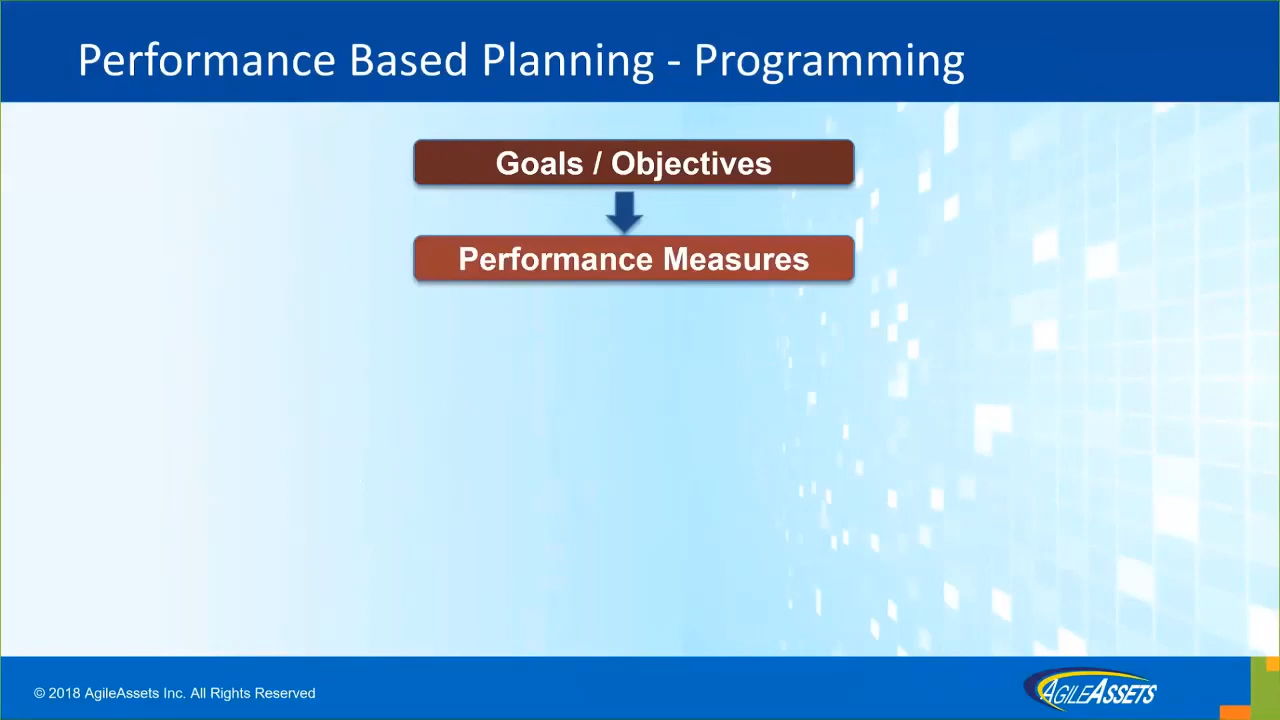 Performance Based Planning - Programming
Goals / Objectives
Performance Measures
© 2018 AgileAssets Inc. All Rights Reserved
AGILEASSETS